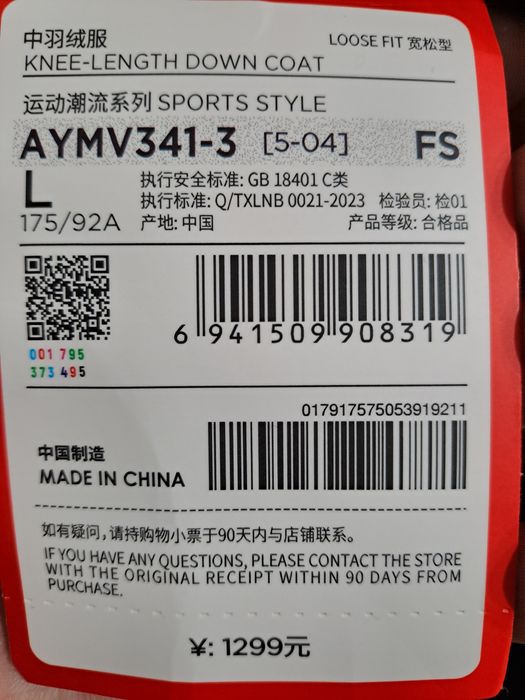 中羽绒服
LOOSE FIT 宽松型
KNEE-LENGTH DOWN COAT
运动潮流系列 SPORTS STYLE
AYMV341-3 [5-04] FS
L
175/92A
执行安全标准: GB 18401 C类
执行标准: Q/TXLNB 0021-2023 检验员: 检01
产地: 中国 产品等级: 合格品
6 941509 908319
001 795
373 495
017917575053919211
中国制造
MADE IN CHINA
如有疑问,请持购物小票于90天内与店铺联系。
IF YOU HAVE ANY QUESTIONS, PLEASE CONTACT THE STORE
WITH THE ORIGINAL RECEIPT WITHIN 90 DAYS FROM
PURCHASE.
¥: 1299元